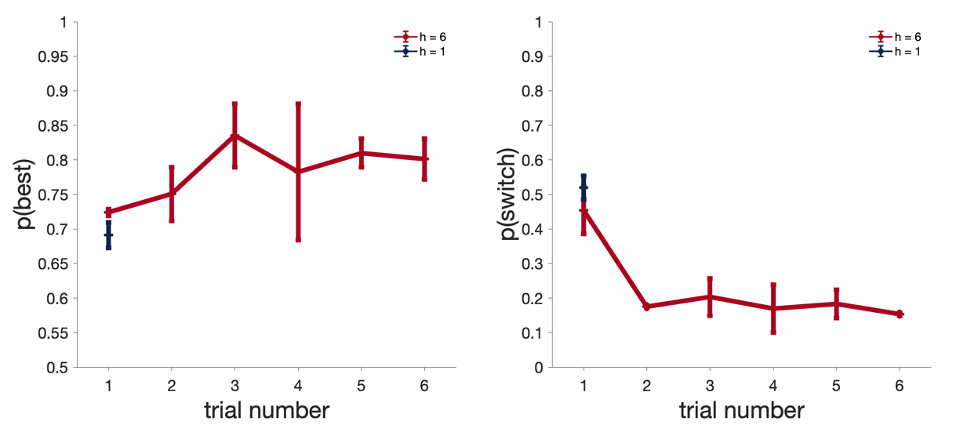 1
0.95
0.9
0.85
0.8
0.75
0.7
0.65
0.6
0.55
0.5
p(best)
1 2 3 4 5 6
trial number
h = 6
h = 1
1
0.9
0.8
0.7
0.6
0.5
0.4
0.3
0.2
0.1
0
p(switch)
1 2 3 4 5 6
trial number
h = 6
h = 1